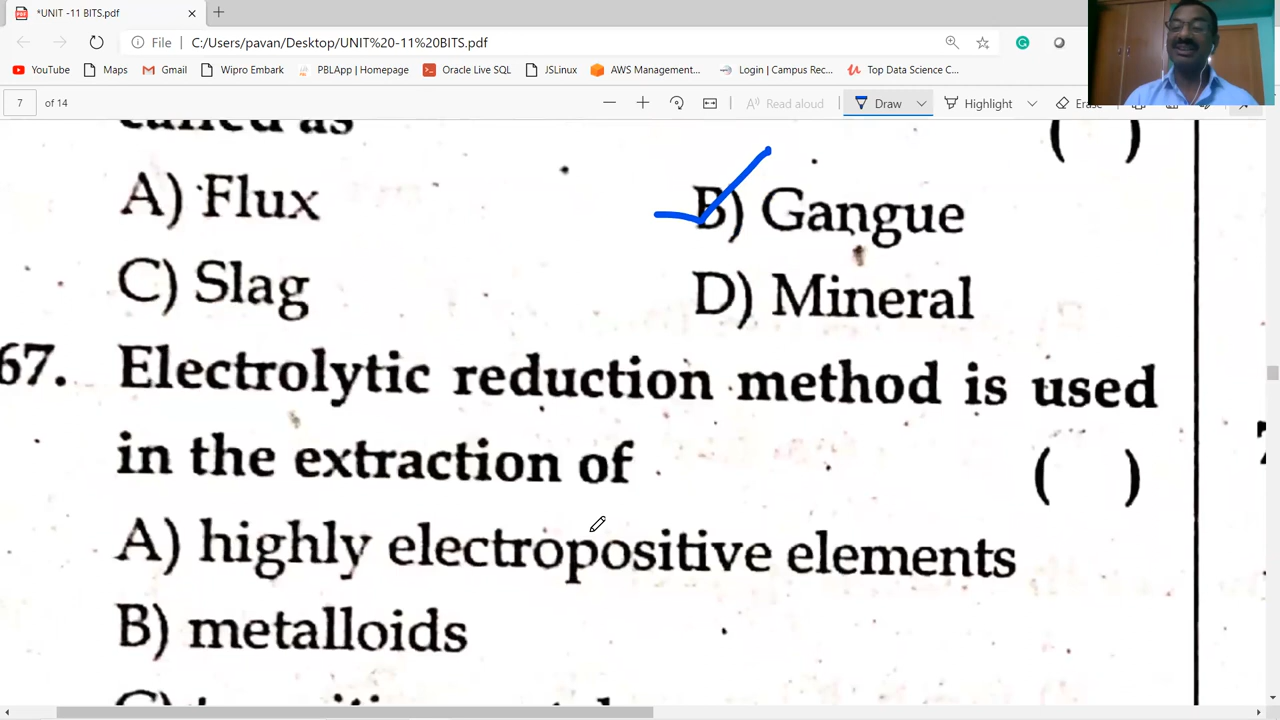 *UNIT -11 BITS.pdf
File C:/Users/pavan/Desktop/UNIT%20-11%20BITS.pdf
YouTube Maps Gmail Wipro Embark PBLApp | Homepage Oracle Live SQL JSLinux AWS Management... Login | Campus Rec... Top Data Science C...
7 of 14 Read aloud Draw Highlight Erase
called as ( )
A) Flux B) Gangue
C) Slag D) Mineral
67. Electrolytic reduction method is used
in the extraction of ( )
A) highly electropositive elements
B) metalloids